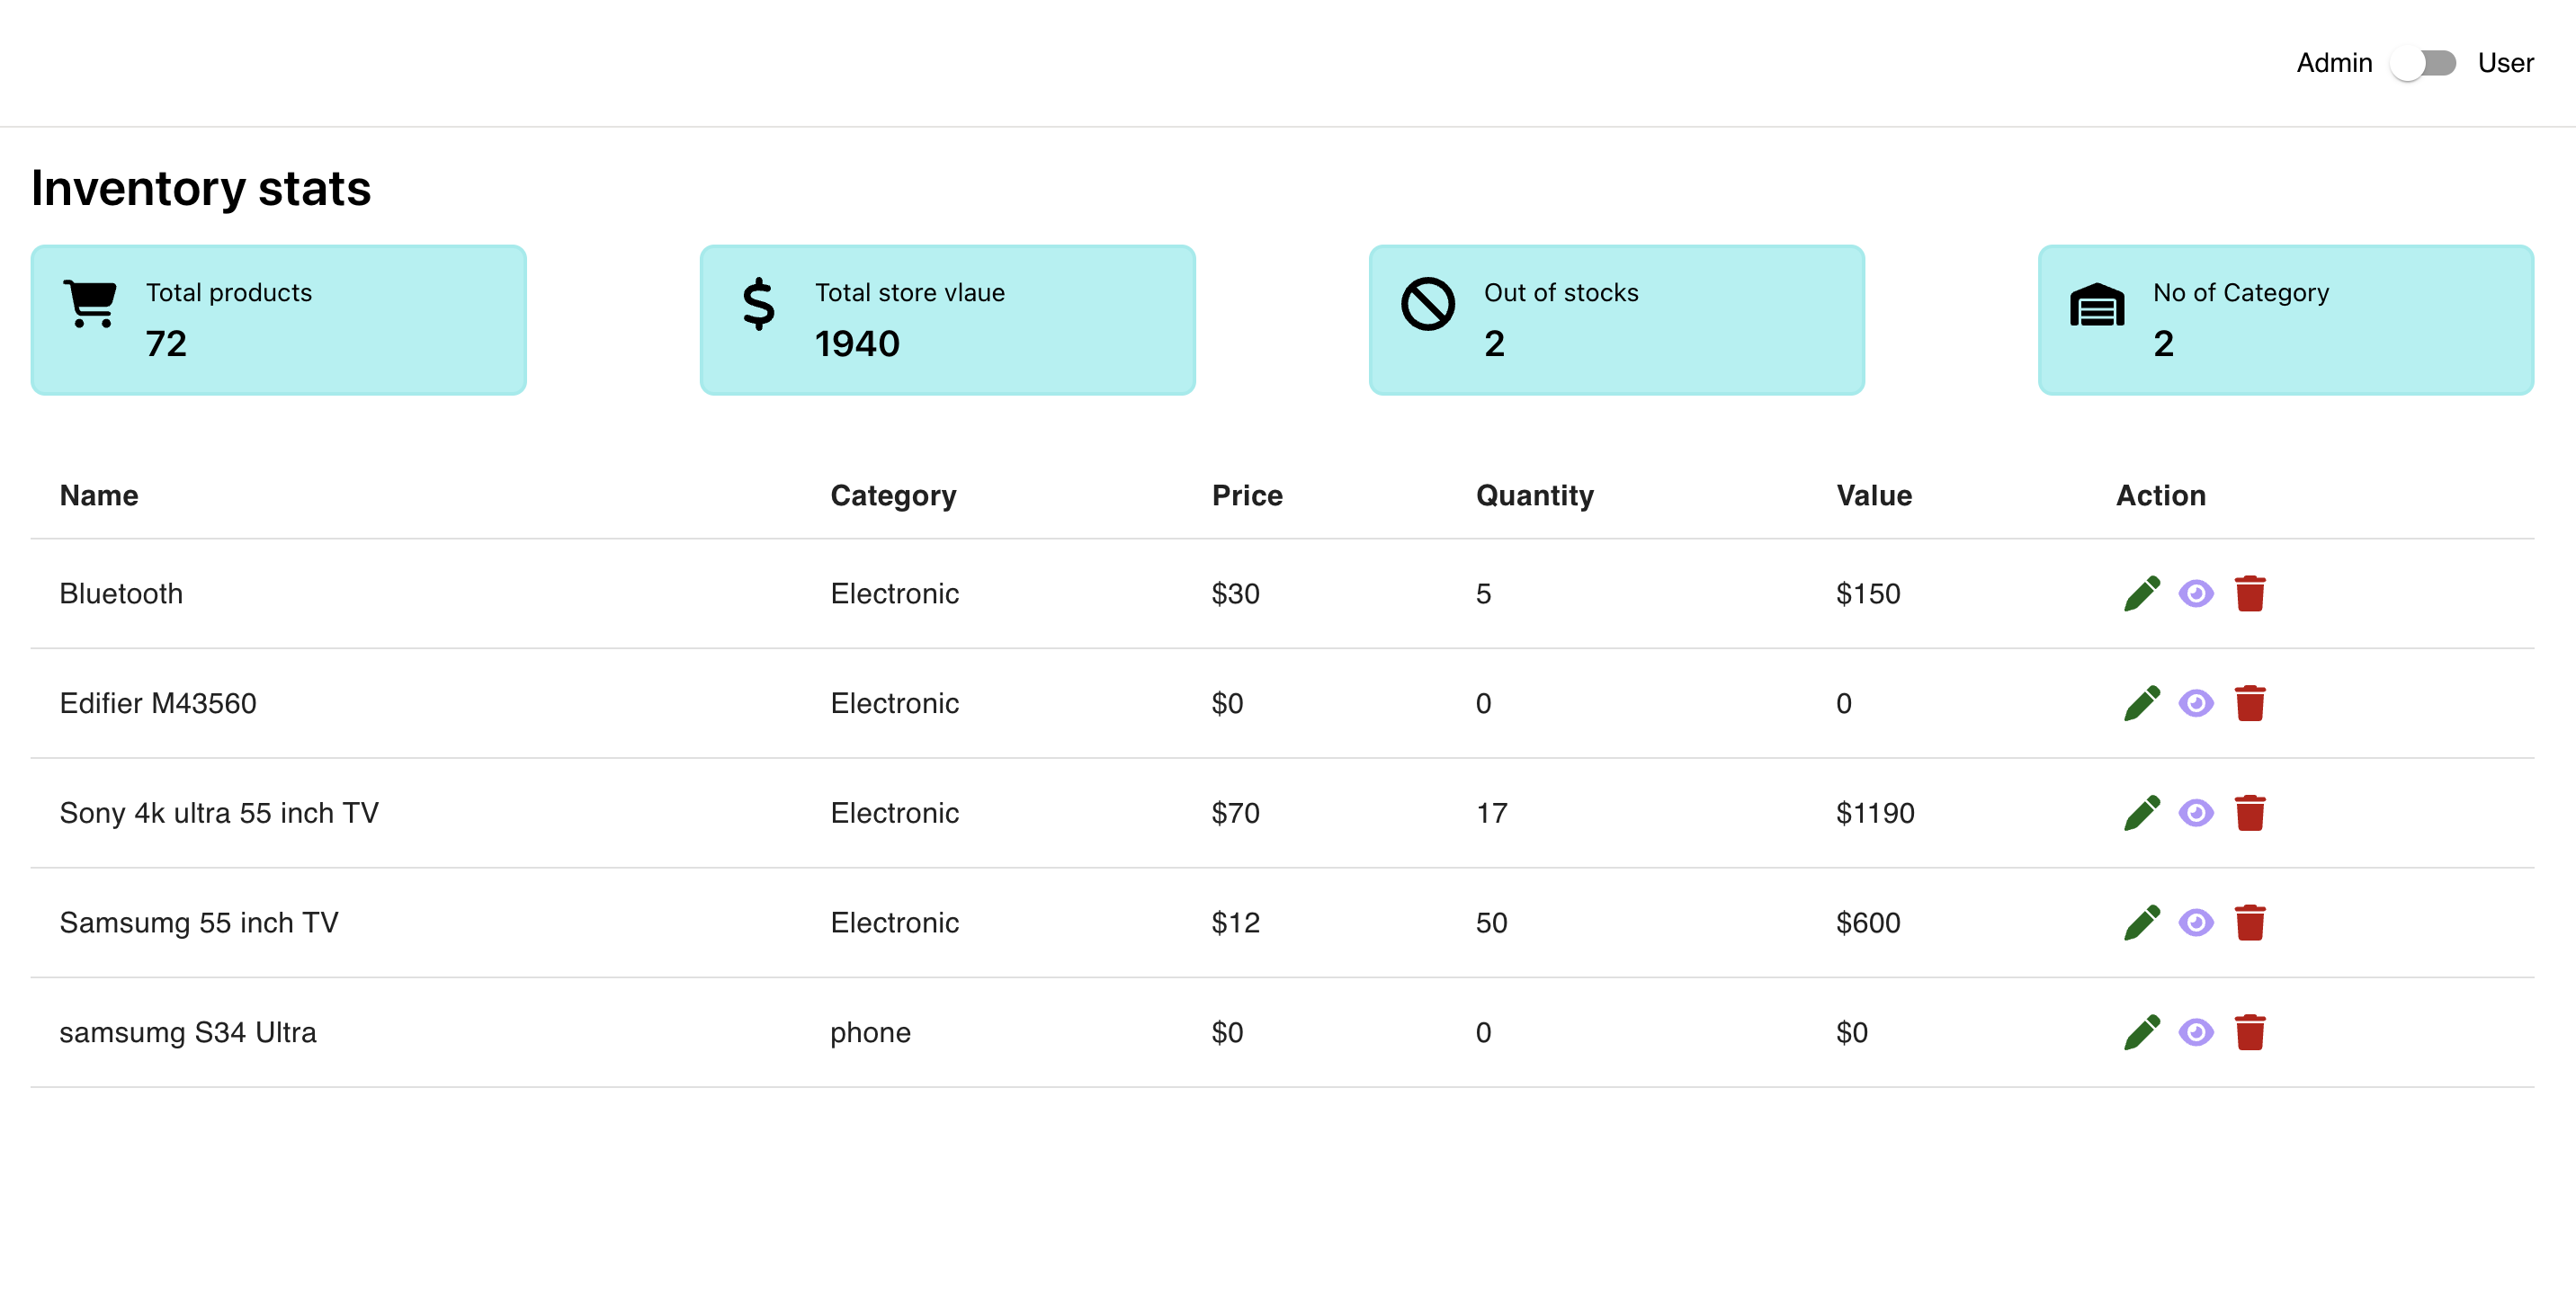 Admin User
Inventory stats
Total products
72
Total store vlaue
1940
Out of stocks
2
No of Category
2
Name Category Price Quantity Value Action
Bluetooth Electronic $30 5 $150
Edifier M43560 Electronic $0 0 0
Sony 4k ultra 55 inch TV Electronic $70 17 $1190
Samsumg 55 inch TV Electronic $12 50 $600
samsumg S34 Ultra phone $0 0 $0